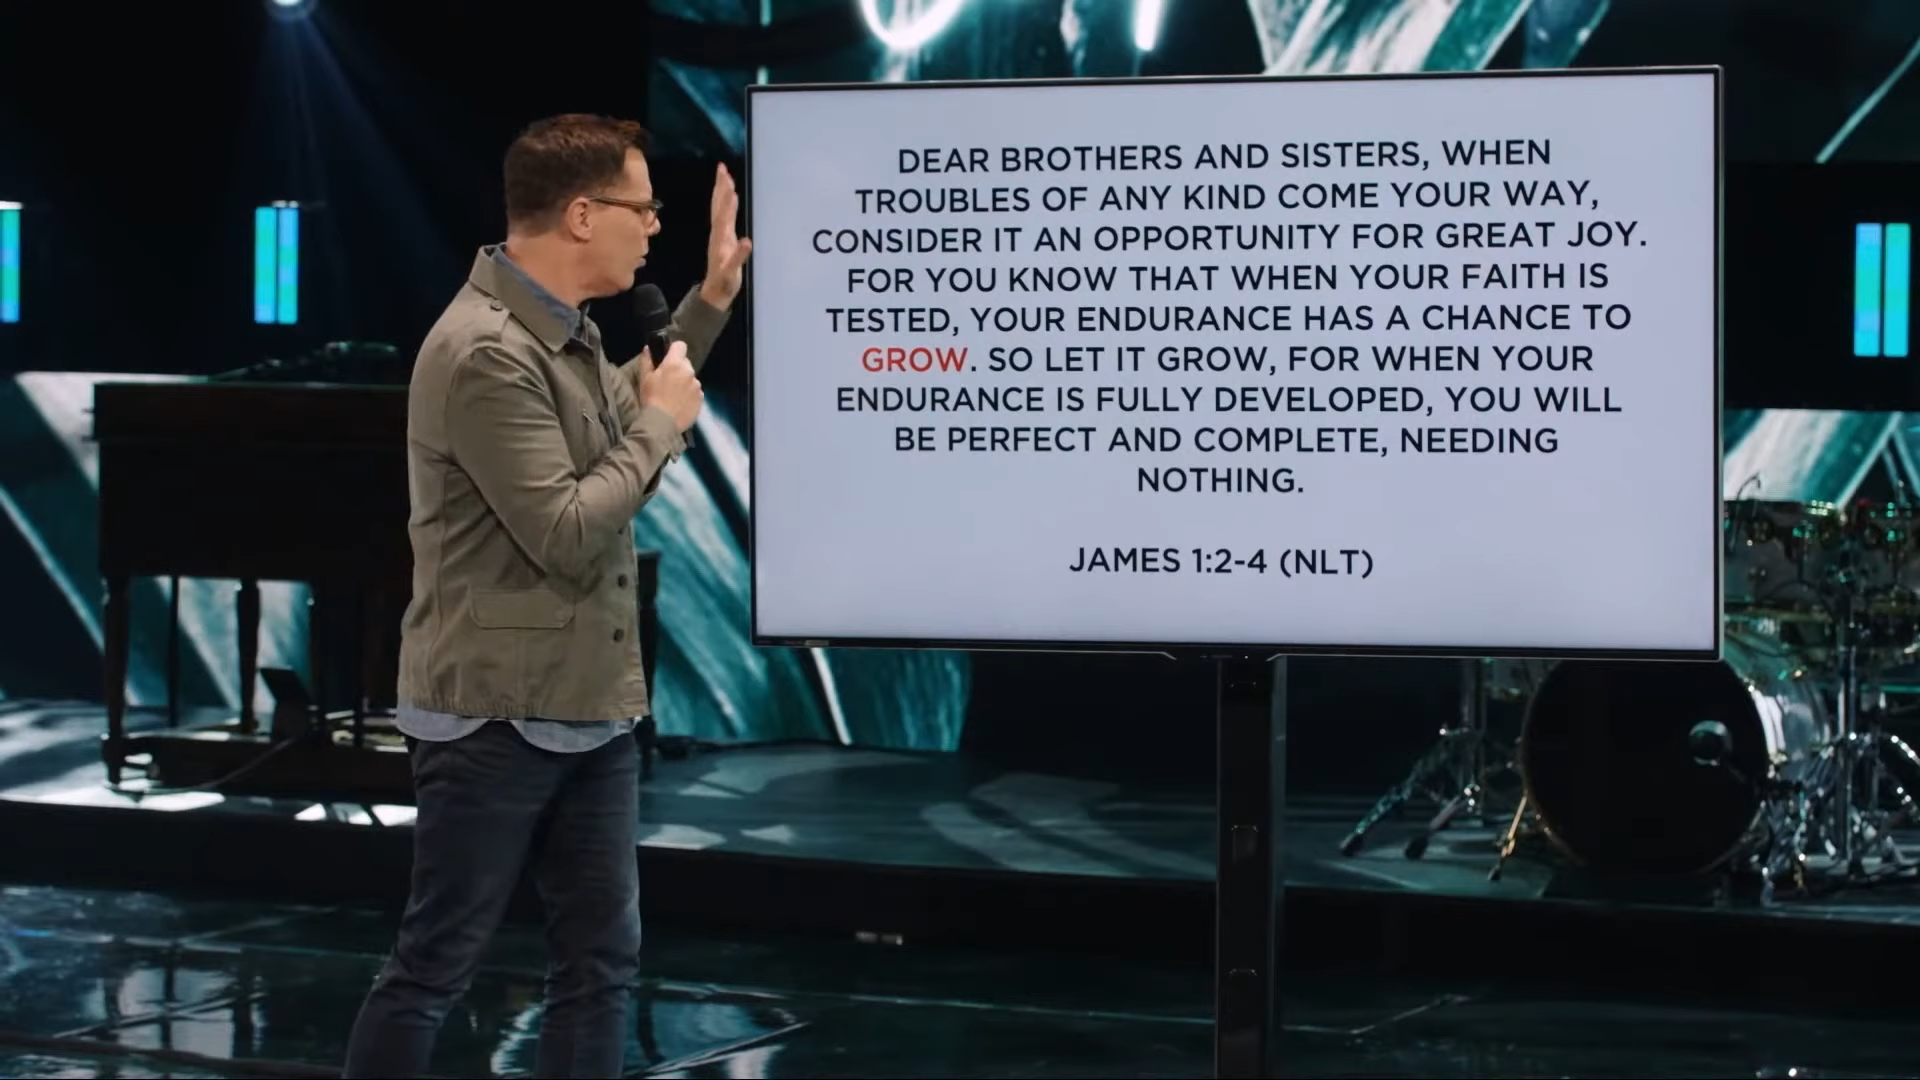 DEAR BROTHERS AND SISTERS, WHEN
TROUBLES OF ANY KIND COME YOUR WAY,
CONSIDER IT AN OPPORTUNITY FOR GREAT JOY.
FOR YOU KNOW THAT WHEN YOUR FAITH IS
TESTED, YOUR ENDURANCE HAS A CHANCE TO
GROW. SO LET IT GROW, FOR WHEN YOUR
ENDURANCE IS FULLY DEVELOPED, YOU WILL
BE PERFECT AND COMPLETE, NEEDING
NOTHING.
JAMES 1:2-4 (NLT)